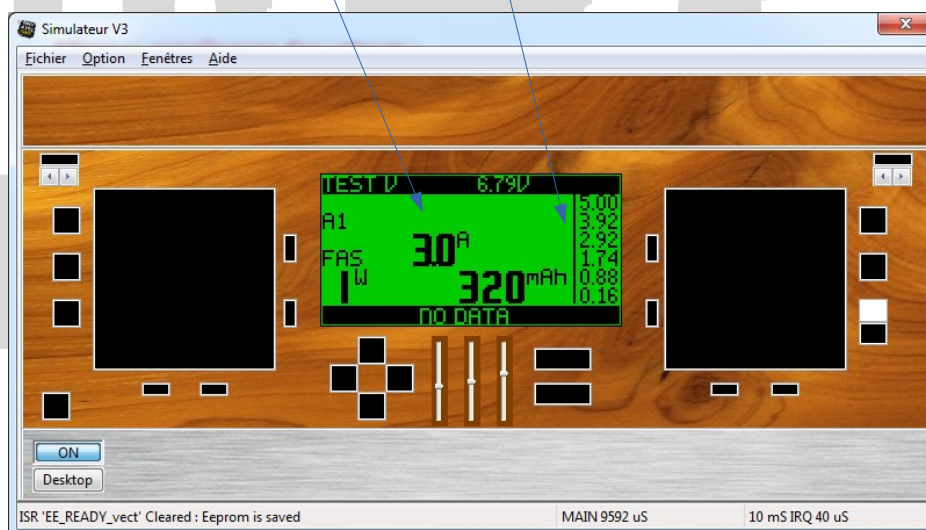 Simulateur V3
Fichier Option Fenêtres Aide
TEST V 6.79V
A1
3.0A
FAS
1W 320mAh
5.00
3.92
2.92
1.74
0.88
0.16
NO DATA
ON
Desktop
ISR 'EE_READY_vect' Cleared : Eeprom is saved MAIN 9592 uS 10 mS IRQ 40 uS